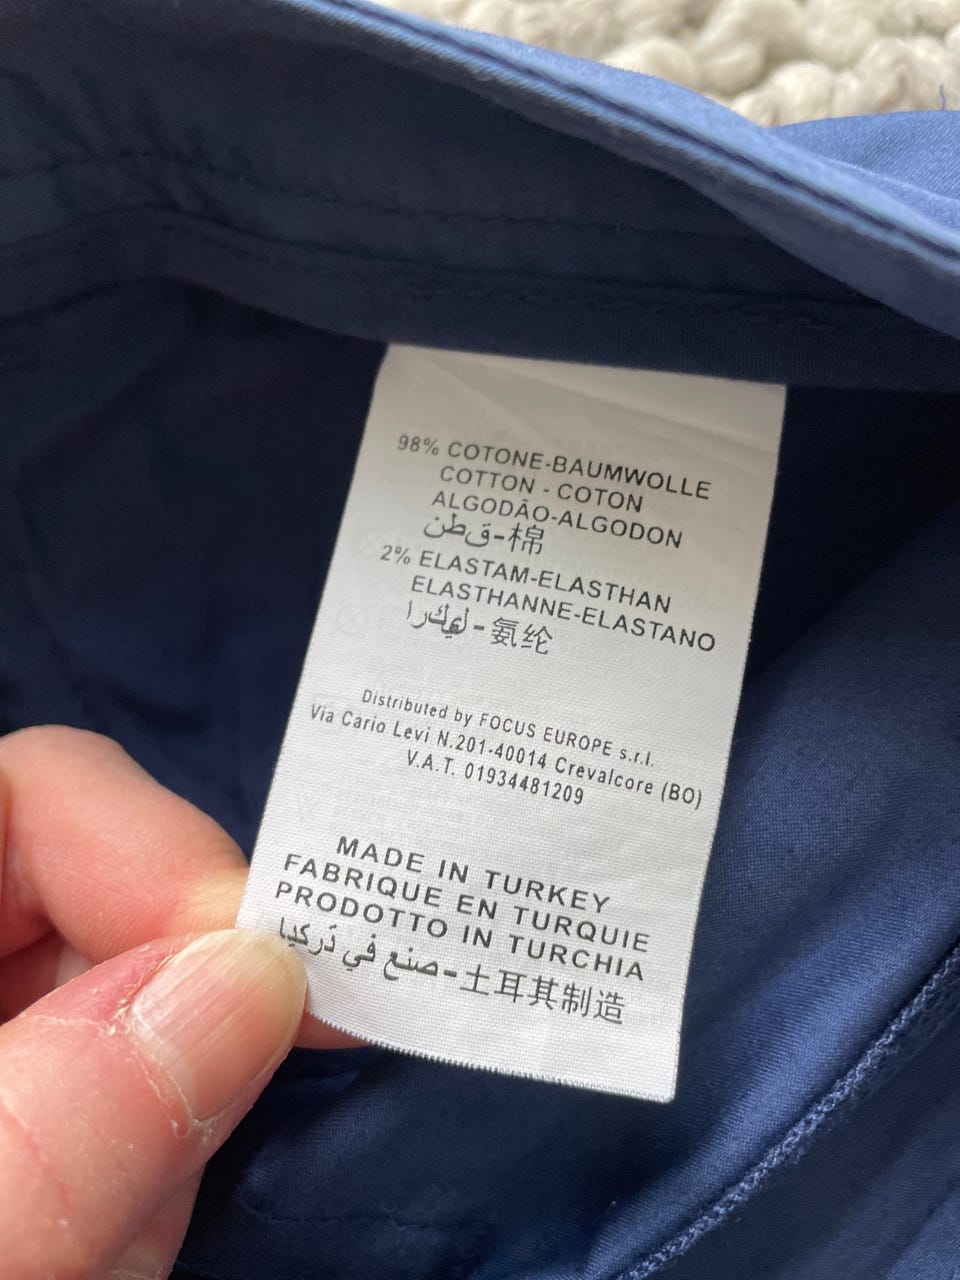 98% COTONE-BAUMWOLLE
COTTON - COTON
ALGODÃO-ALGODON
قطن-棉
2% ELASTAM-ELASTHAN
ELASTHANNE-ELASTANO
ليكرا-氨纶
Distributed by FOCUS EUROPE s.r.l.
Via Cario Levi N.201-40014 Crevalcore (BO)
V.A.T. 01934481209
MADE IN TURKEY
FABRIQUE EN TURQUIE
PRODOTTO IN TURCHIA
صنع في تركيا-土耳其制造